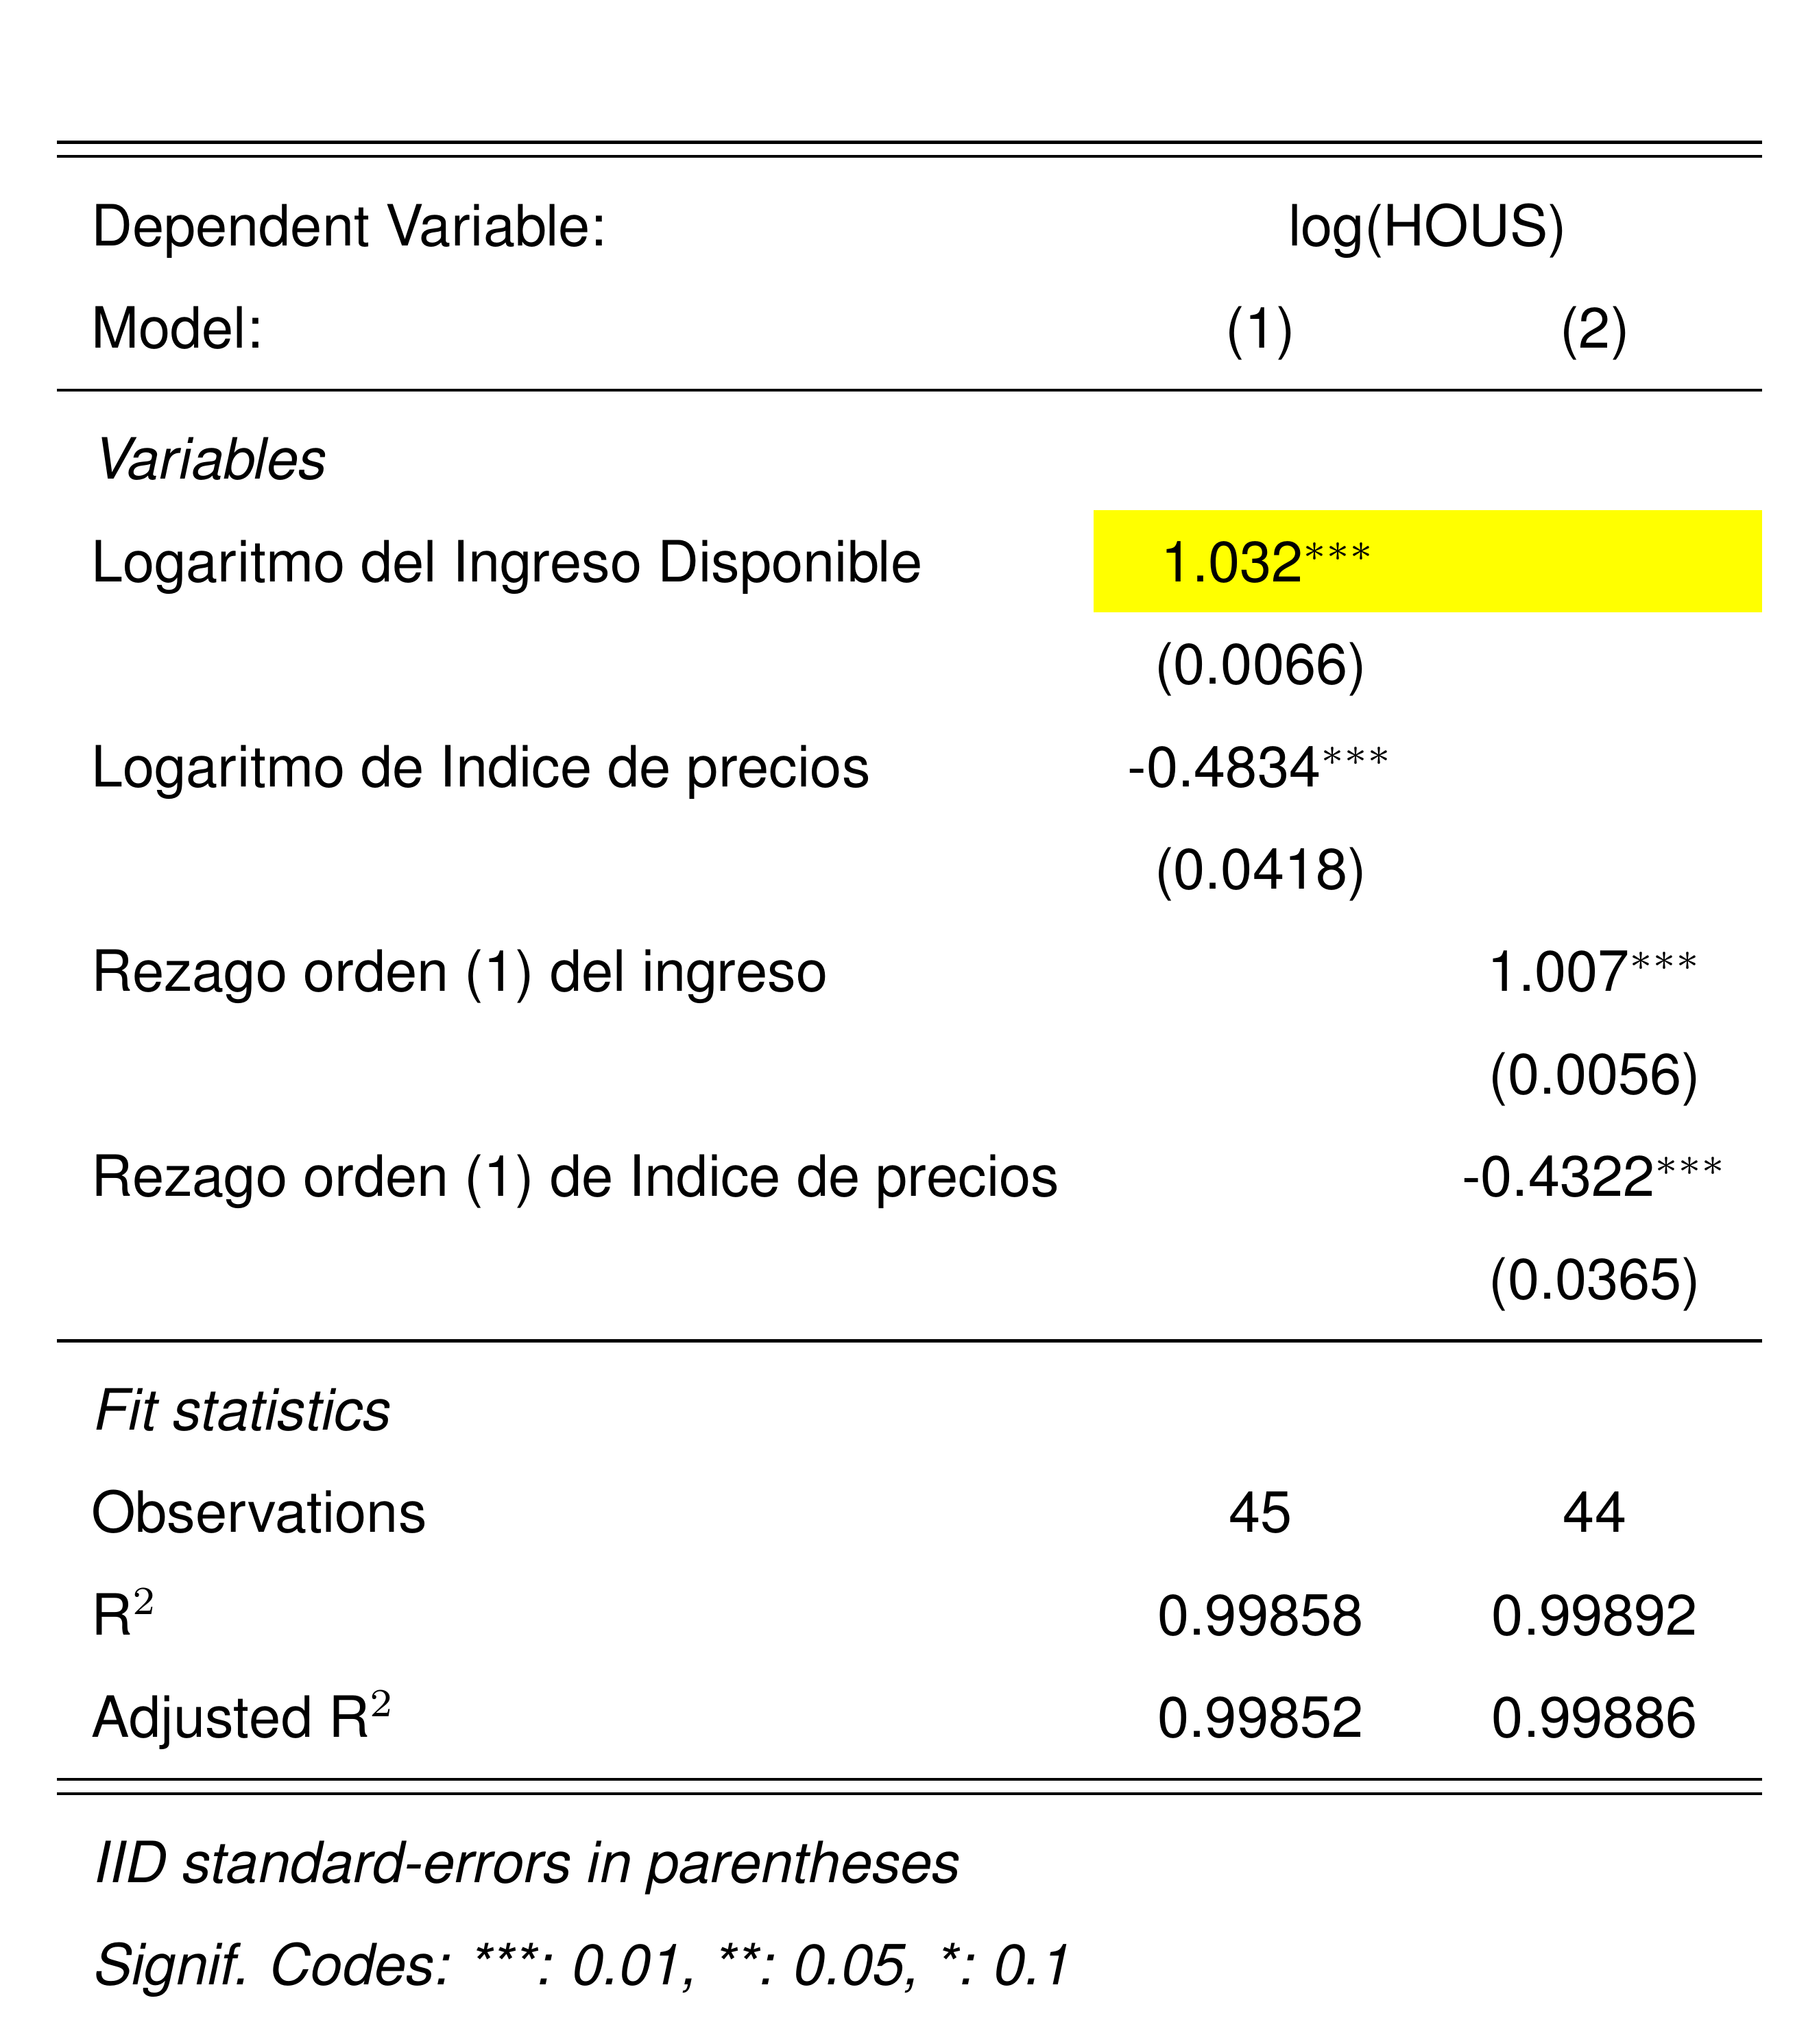 Dependent Variable: log(HOUS)
Model: (1) (2)
Variables
Logaritmo del Ingreso Disponible 1.032***
(0.0066)
Logaritmo de Indice de precios -0.4834***
(0.0418)
Rezago orden (1) del ingreso 1.007***
(0.0056)
Rezago orden (1) de Indice de precios -0.4322***
(0.0365)
Fit statistics
Observations 45 44
R² 0.99858 0.99892
Adjusted R² 0.99852 0.99886
IID standard-errors in parentheses
Signif. Codes: ***: 0.01, **: 0.05, *: 0.1